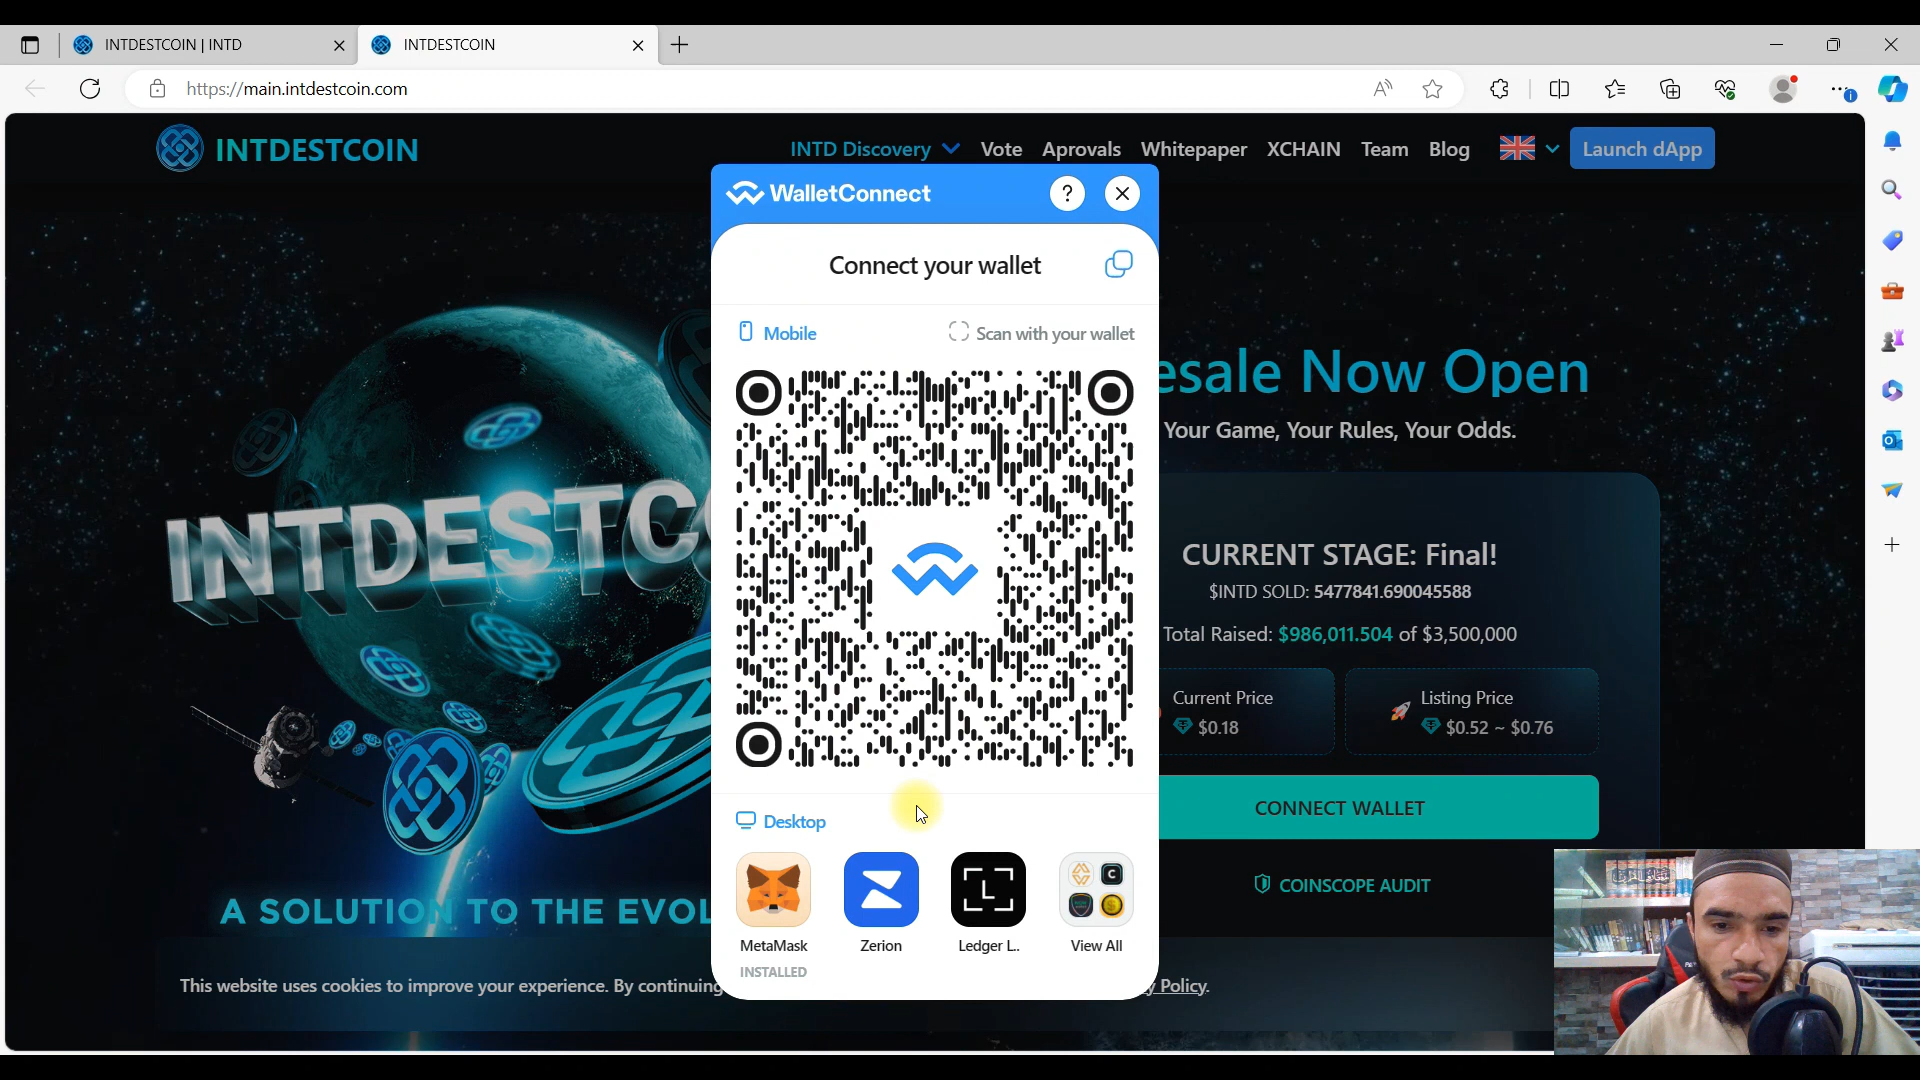 INTDESTCOIN | INTD
INTDESTCOIN
https://main.intdestcoin.com
INTDESTCOIN
INTD Discovery
Vote
Aprovals
Whitepaper
XCHAIN
Team
Blog
Launch dApp
WalletConnect
?
Connect your wallet
Mobile
Scan with your wallet
Desktop
MetaMask
INSTALLED
Zerion
Ledger L..
View All
esale Now Open
Your Game, Your Rules, Your Odds.
CURRENT STAGE: Final!
$INTD SOLD: 5477841.690045588
Total Raised: $986,011.504 of $3,500,000
Current Price
$0.18
Listing Price
$0.52 ~ $0.76
CONNECT WALLET
COINSCOPE AUDIT
INTDESTCO
A SOLUTION TO THE EVOL
This website uses cookies to improve your experience. By continuing
y Policy.